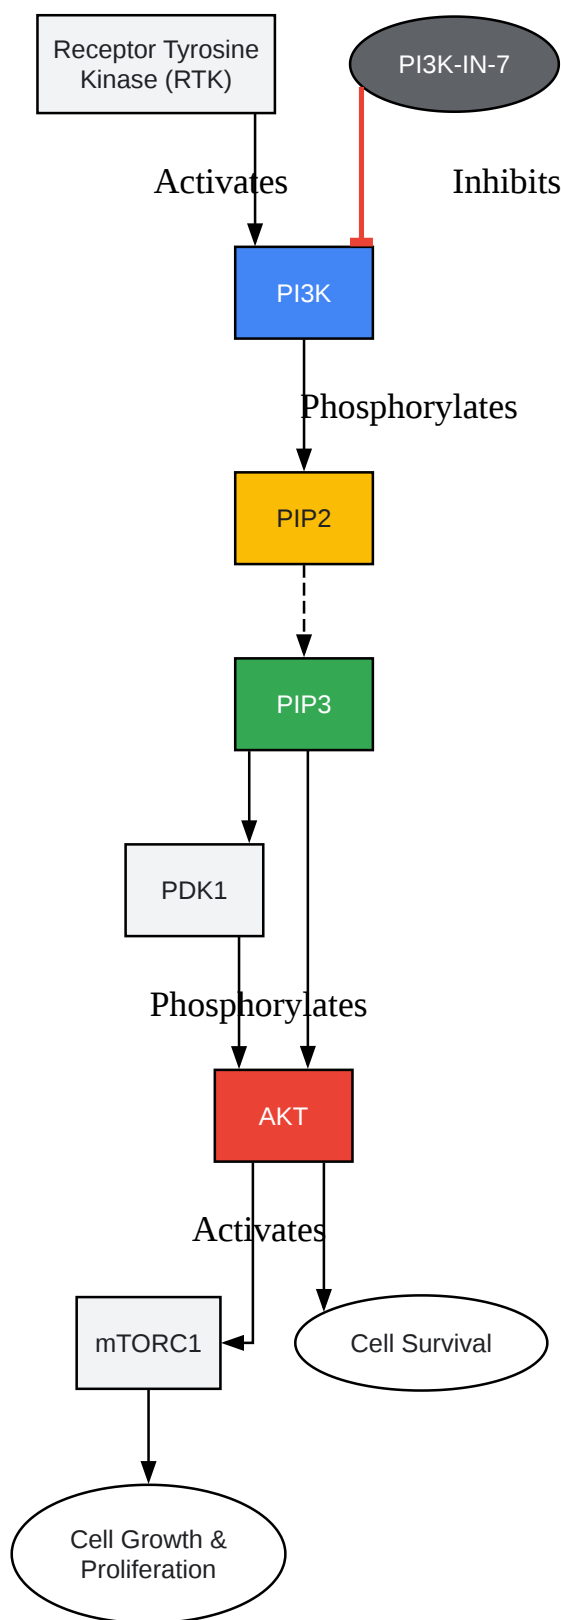 Receptor Tyrosine
Kinase (RTK)
PI3K-IN-7
Activates
Inhibits
PI3K
Phosphorylates
PIP2
PIP3
PDK1
Phosphorylates
AKT
Activates
mTORC1
Cell Survival
Cell Growth &
Proliferation